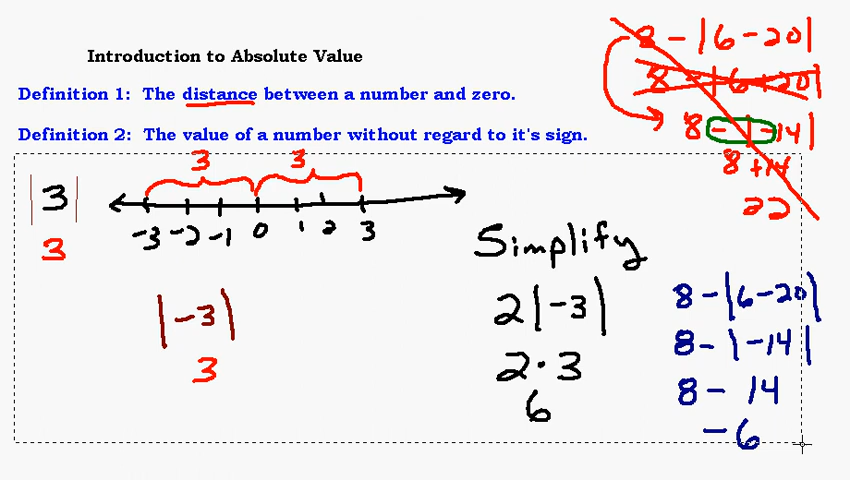 Introduction to Absolute Value
Definition 1: The distance between a number and zero.
Definition 2: The value of a number without regard to it's sign.
8 - |6 - 20|
8 - |6 + 20|
8 - |-14|
8 + 14
22
|3|
3
3 3
-3 -2 -1 0 1 2 3
|-3|
3
Simplify
2|-3|
2 · 3
6
8 - |6 - 20|
8 - |-14|
8 - 14
-6